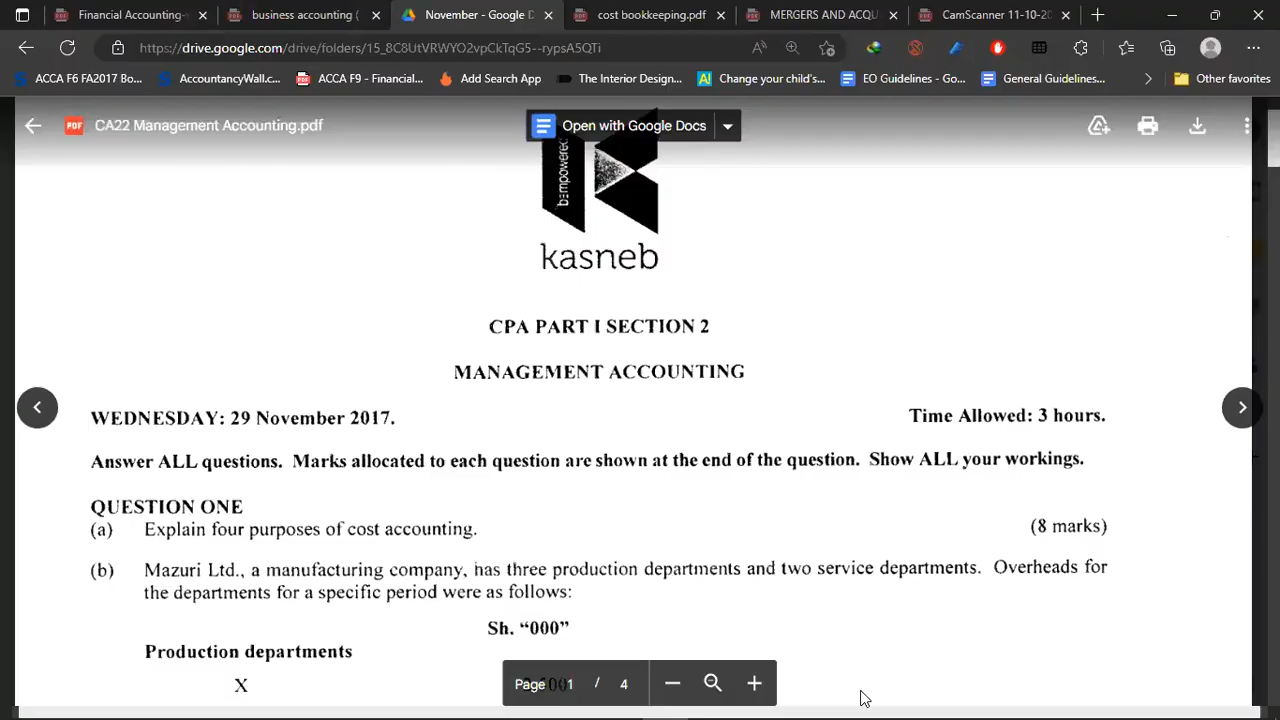 Financial Accounting-
business accounting (
November - Google D
cost bookkeeping.pdf
MERGERS AND ACQU
CamScanner 11-10-20
https://drive.google.com/drive/folders/15_8C8UtVRWYO2vpCkTqG5--rypsA5QTi
ACCA F6 FA2017 Bo...
AccountancyWall.c...
ACCA F9 - Financial...
Add Search App
The Interior Design...
Change your child's...
EO Guidelines - Go...
General Guidelines...
Other favorites
CA22 Management Accounting.pdf
Open with Google Docs
kasneb
CPA PART I SECTION 2
MANAGEMENT ACCOUNTING
WEDNESDAY: 29 November 2017.
Time Allowed: 3 hours.
Answer ALL questions. Marks allocated to each question are shown at the end of the question. Show ALL your workings.
QUESTION ONE
(a) Explain four purposes of cost accounting. (8 marks)
(b) Mazuri Ltd., a manufacturing company, has three production departments and two service departments. Overheads for
the departments for a specific period were as follows:
Sh. "000"
Production departments
X
Page 1 / 4